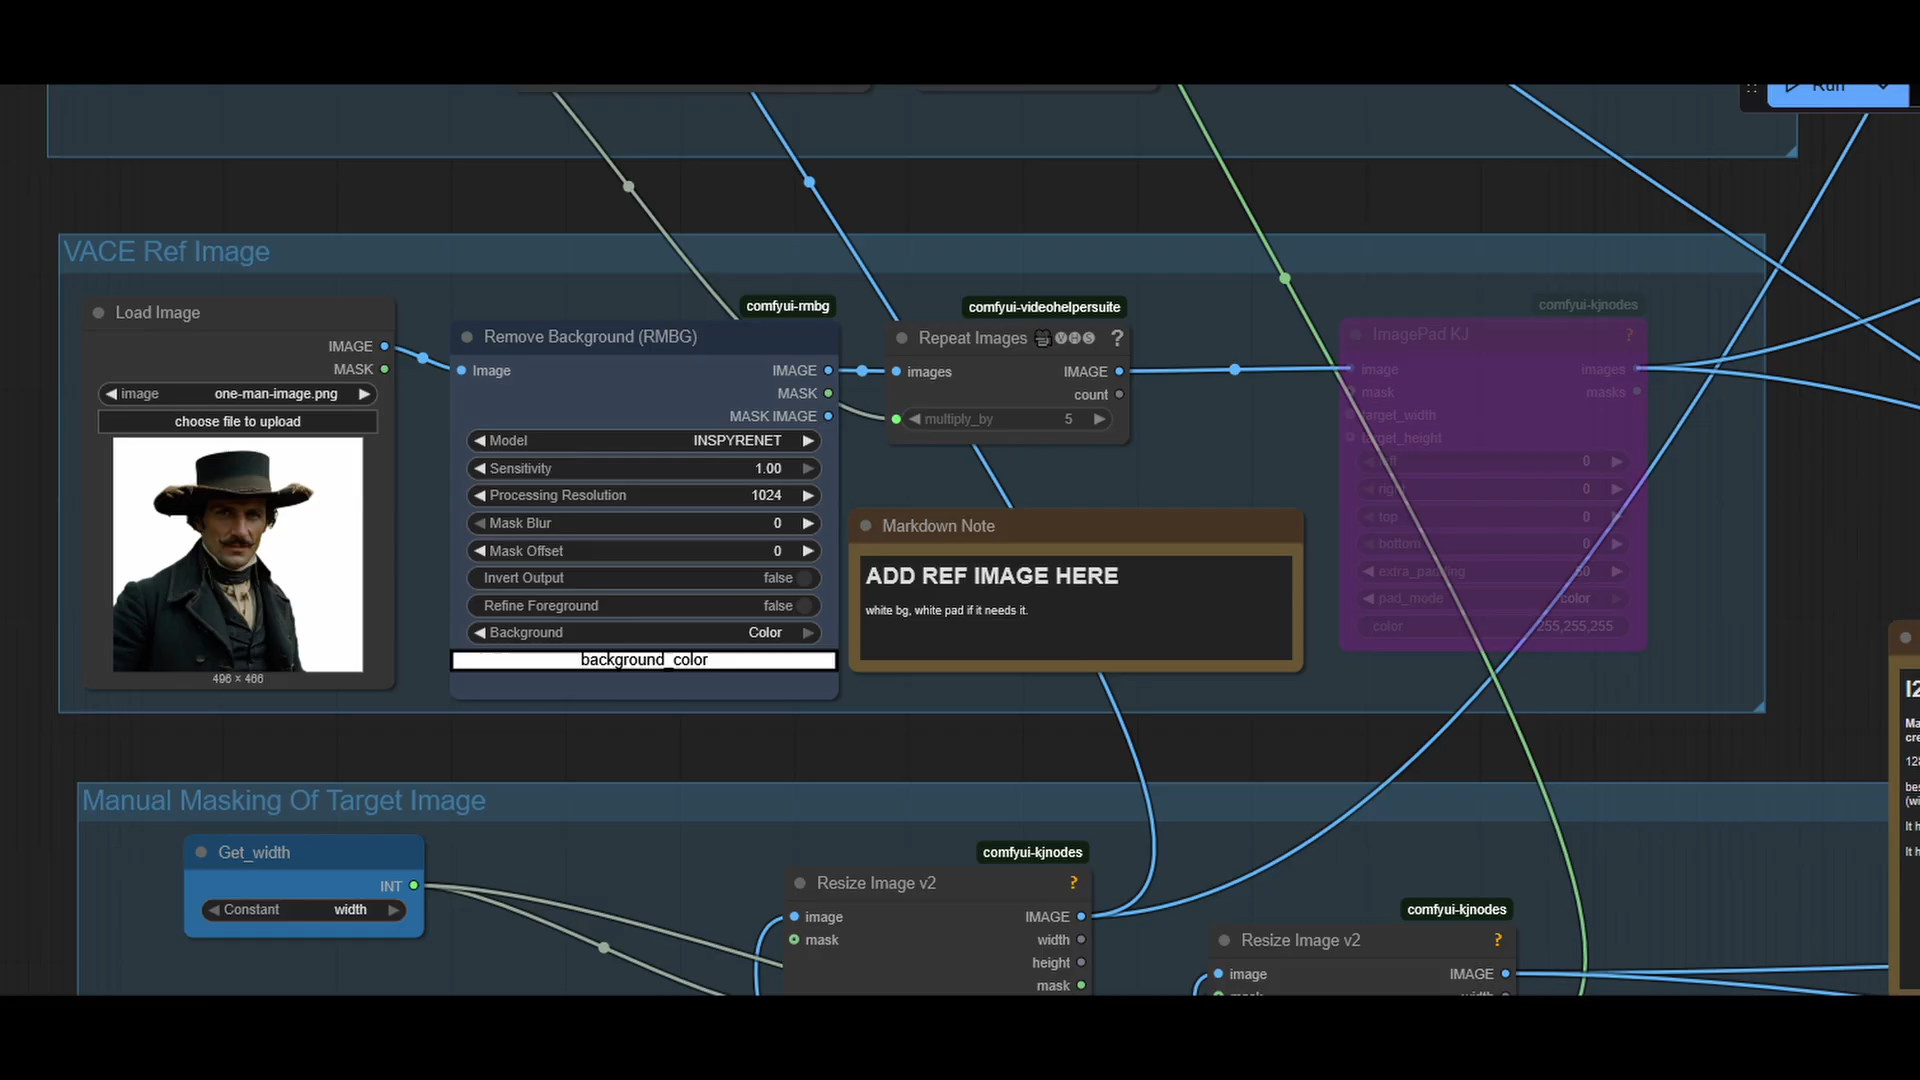 Run
VACE Ref Image
Load Image
IMAGE
MASK
image one-man-image.png
choose file to upload
496 × 466
comfyui-rmbg
Remove Background (RMBG)
Image IMAGE
MASK
MASK IMAGE
Model INSPYRENET
Sensitivity 1.00
Processing Resolution 1024
Mask Blur 0
Mask Offset 0
Invert Output false
Refine Foreground false
Background Color
background_color
comfyui-videohelpersuite
Repeat Images VHS ?
images IMAGE
count
multiply_by 5
Markdown Note
ADD REF IMAGE HERE
white bg, white pad if it needs it.
comfyui-kjnodes
ImagePad KJ ?
image images
mask masks
target_width
target_height
left 0
right 0
top 0
bottom 0
extra_padding
pad_mode color
color 255,255,255
Manual Masking Of Target Image
Get_width
INT
Constant width
comfyui-kjnodes
Resize Image v2 ?
image IMAGE
mask width
height
mask
comfyui-kjnodes
Resize Image v2 ?
image IMAGE